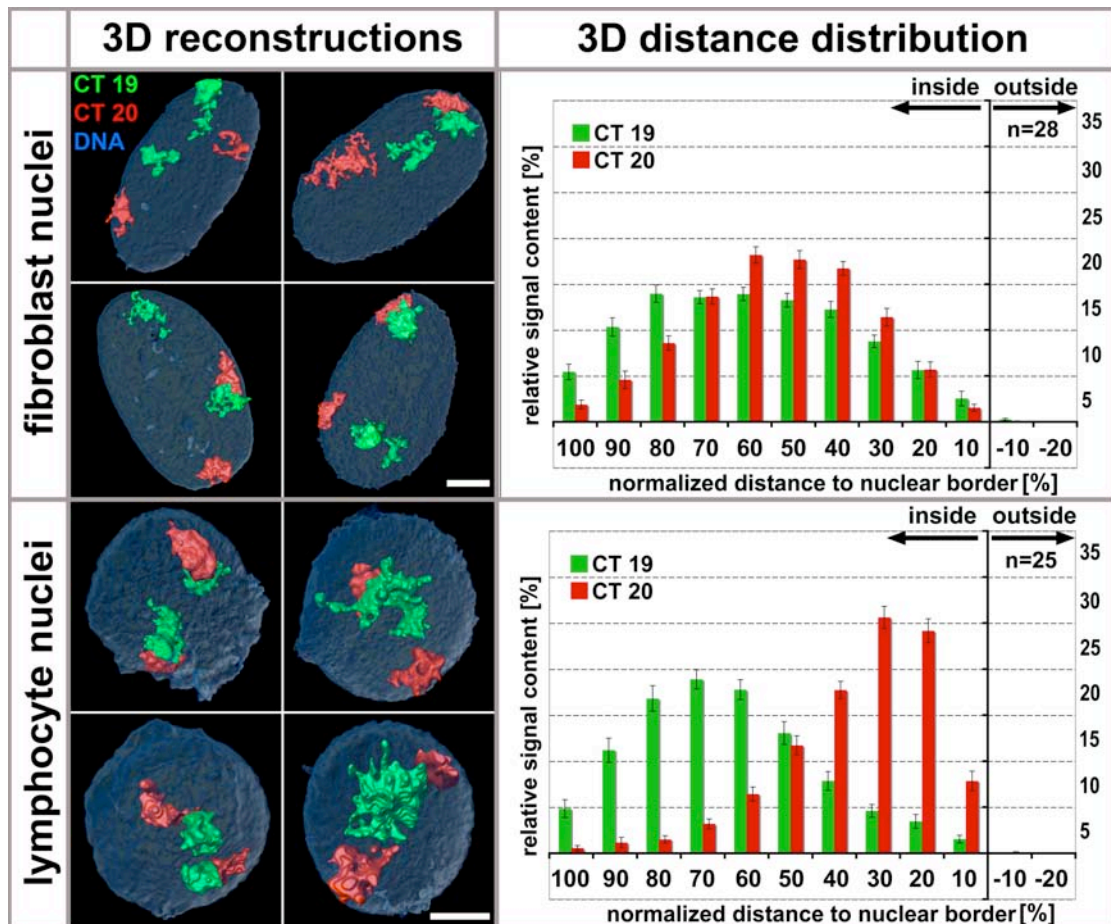 3D reconstructions
3D distance distribution
fibroblast nuclei
CT 19
CT 20
DNA
inside
outside
n=28
CT 19
CT 20
relative signal content [%]
35
30
25
20
15
10
5
100 90 80 70 60 50 40 30 20 10 -10 -20
normalized distance to nuclear border [%]
lymphocyte nuclei
inside
outside
n=25
CT 19
CT 20
relative signal content [%]
35
30
25
20
15
10
5
100 90 80 70 60 50 40 30 20 10 -10 -20
normalized distance to nuclear border [%]